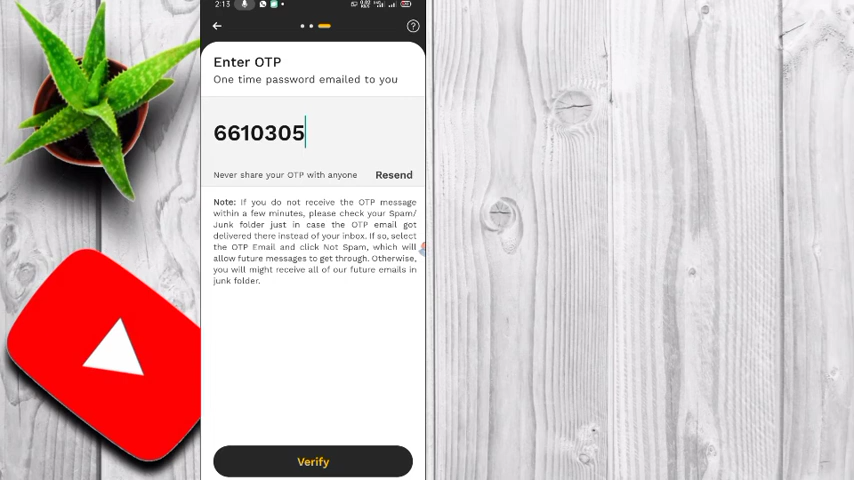 2:13
Enter OTP
One time password emailed to you
6610305
Never share your OTP with anyone Resend
Note: If you do not receive the OTP message
within a few minutes, please check your Spam/
Junk folder just in case the OTP email got
delivered there instead of your inbox. If so, select
the OTP Email and click Not Spam, which will
allow future messages to get through. Otherwise,
you will might receive all of our future emails in
junk folder.
Verify